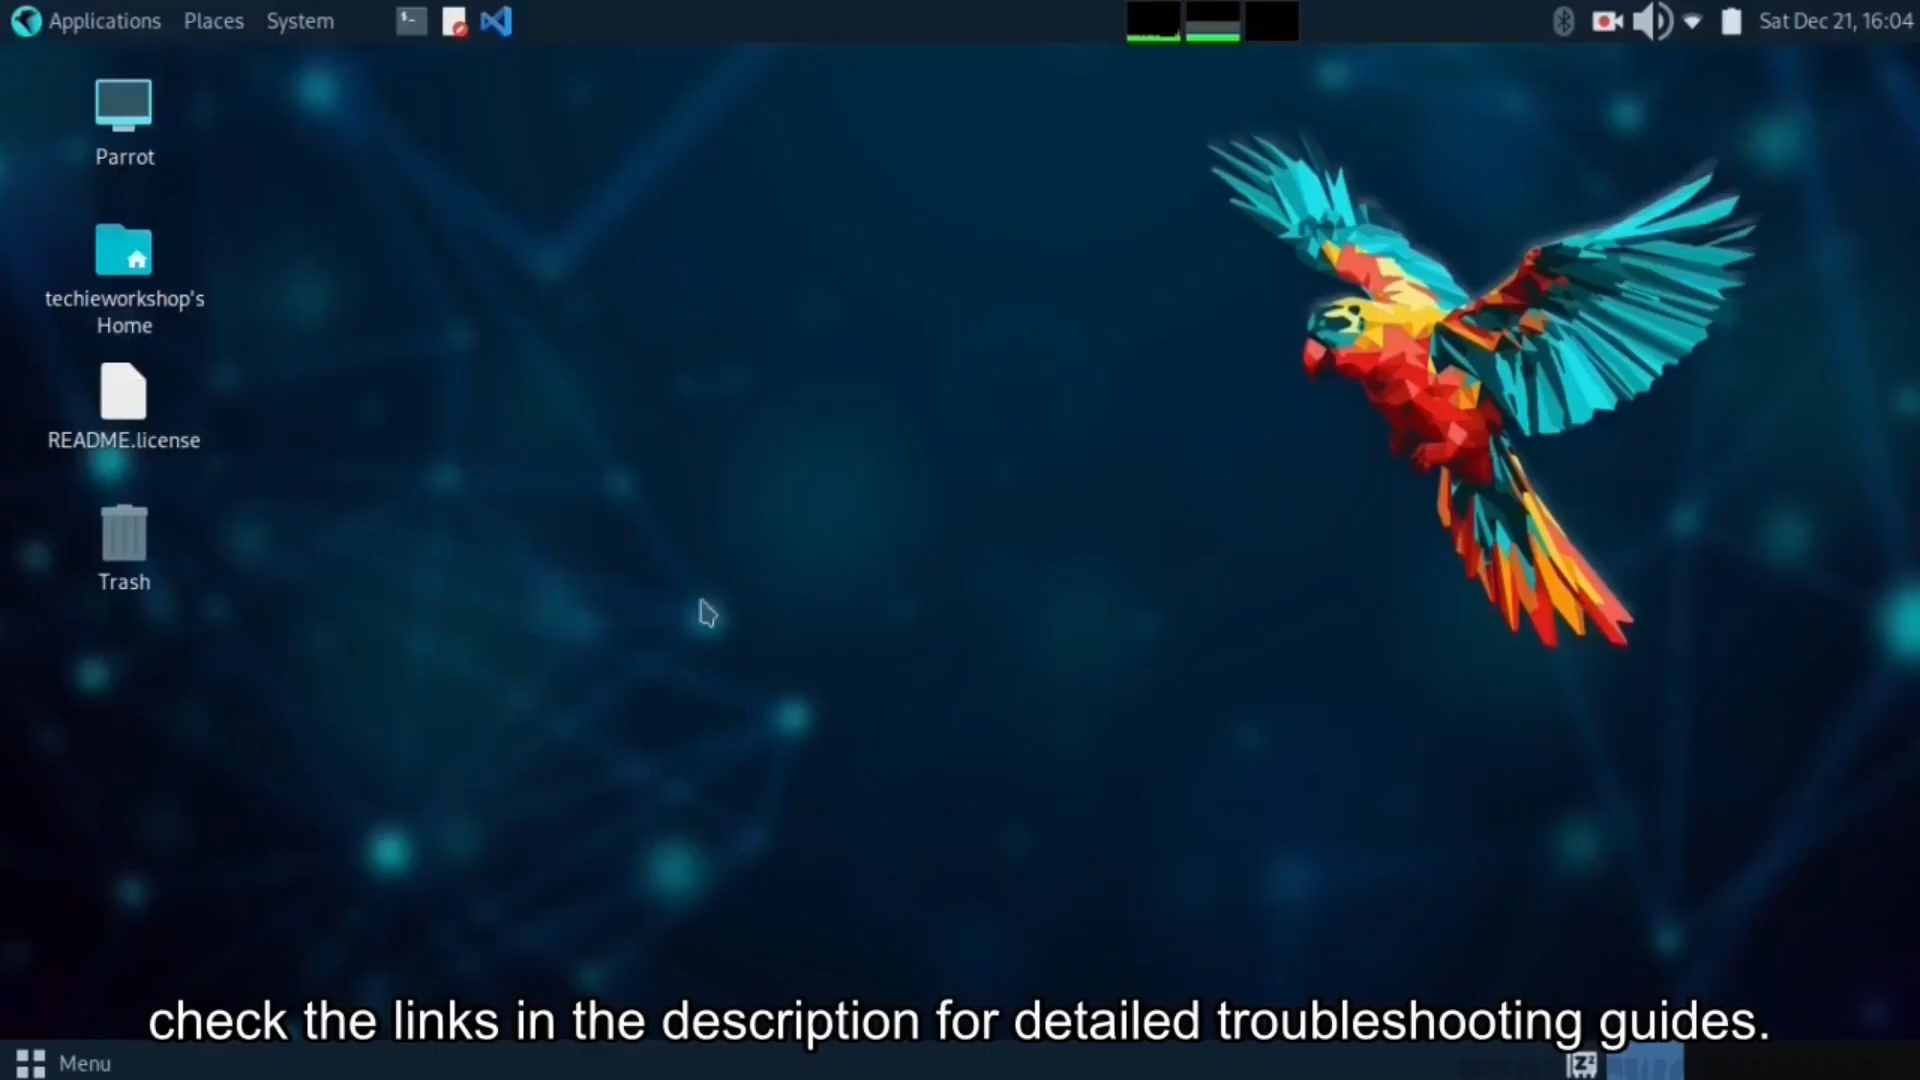 Applications Places System
Sat Dec 21, 16:04
Parrot
techieworkshop's
Home
README.license
Trash
check the links in the description for detailed troubleshooting guides.
Menu